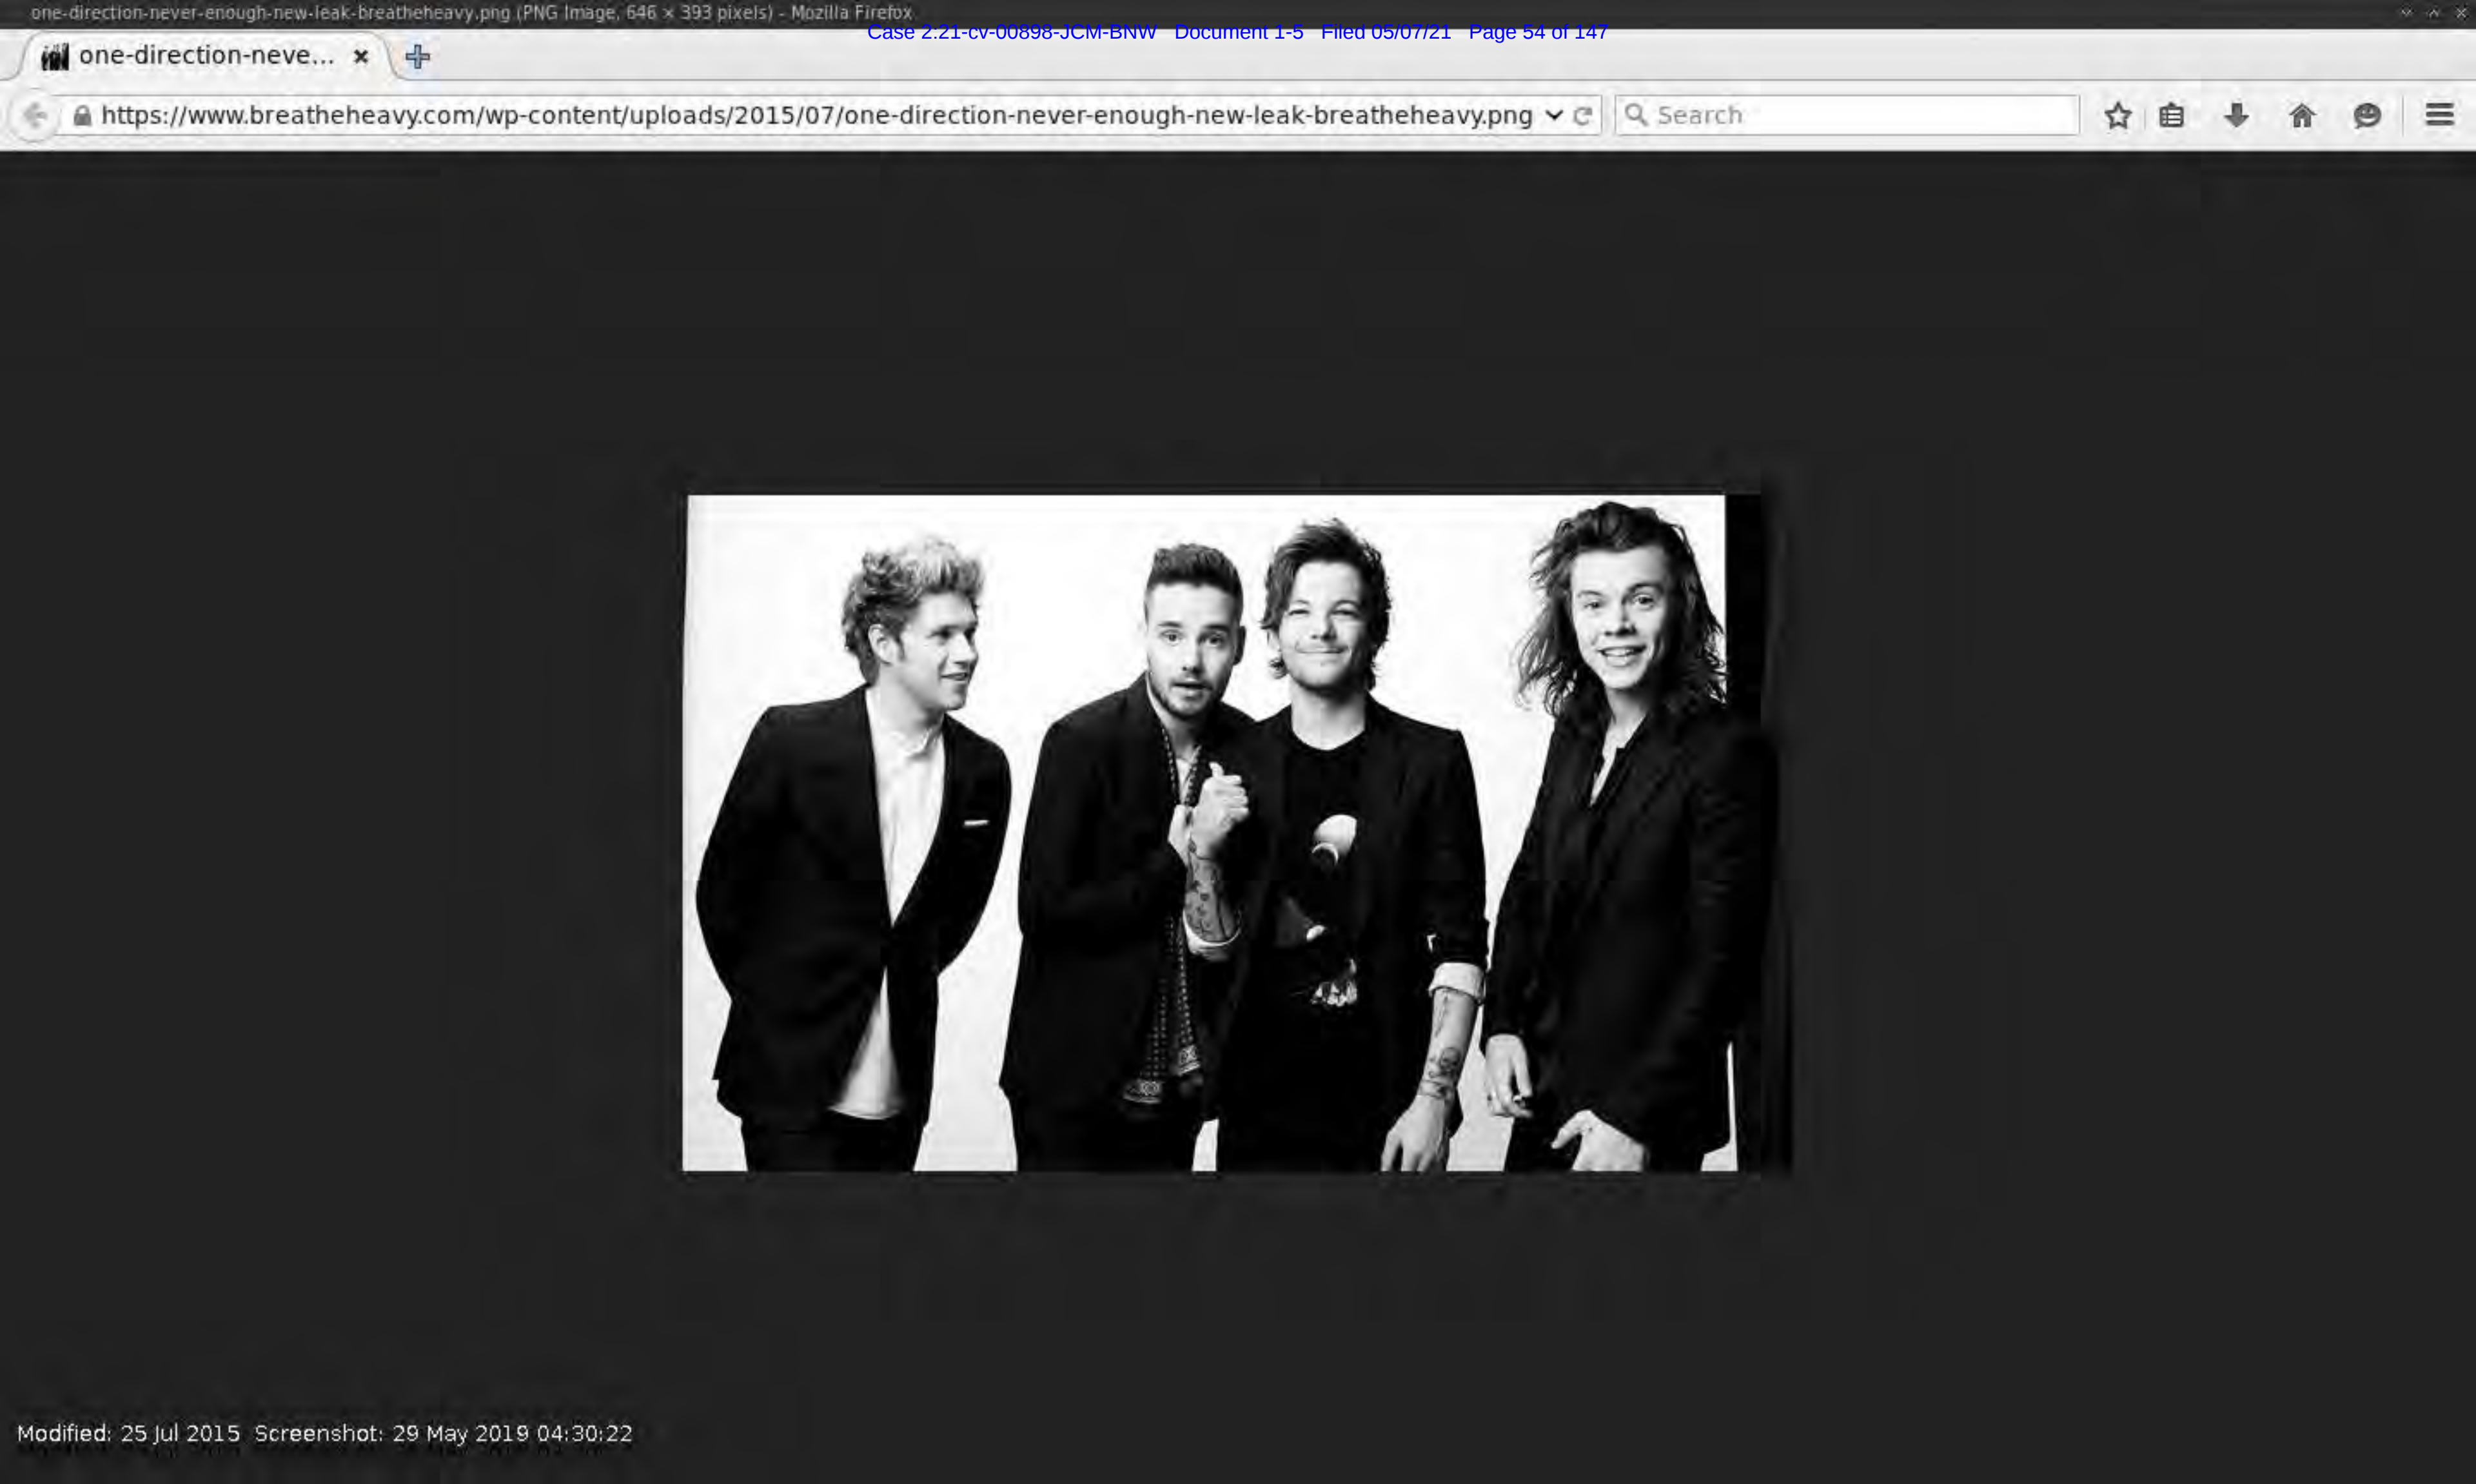 one-direction-never-enough-new-leak-breatheheavy.png (PNG Image, 646 × 393 pixels) - Mozilla Firefox
Case 2:21-cv-00898-JCM-BNW Document 1-5 Filed 05/07/21 Page 54 of 147
one-direction-neve...
https://www.breatheheavy.com/wp-content/uploads/2015/07/one-direction-never-enough-new-leak-breatheheavy.png
Search
Modified: 25 Jul 2015 Screenshot: 29 May 2019 04:30:22